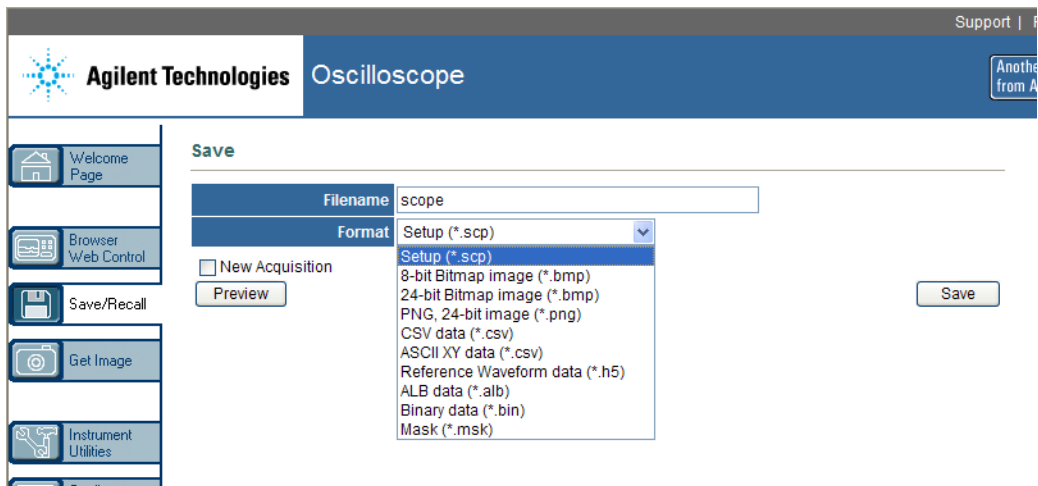 Support |
Agilent Technologies
Oscilloscope
from
Welcome
Page
Browser
Web Control
Save/Recall
Get Image
Instrument
Utilities
Save
Filename scope
Format Setup (*.scp)
Setup (*.scp)
8-bit Bitmap image (*.bmp)
24-bit Bitmap image (*.bmp)
PNG, 24-bit image (*.png)
CSV data (*.csv)
ASCII XY data (*.csv)
Reference Waveform data (*.h5)
ALB data (*.alb)
Binary data (*.bin)
Mask (*.msk)
New Acquisition
Preview
Save